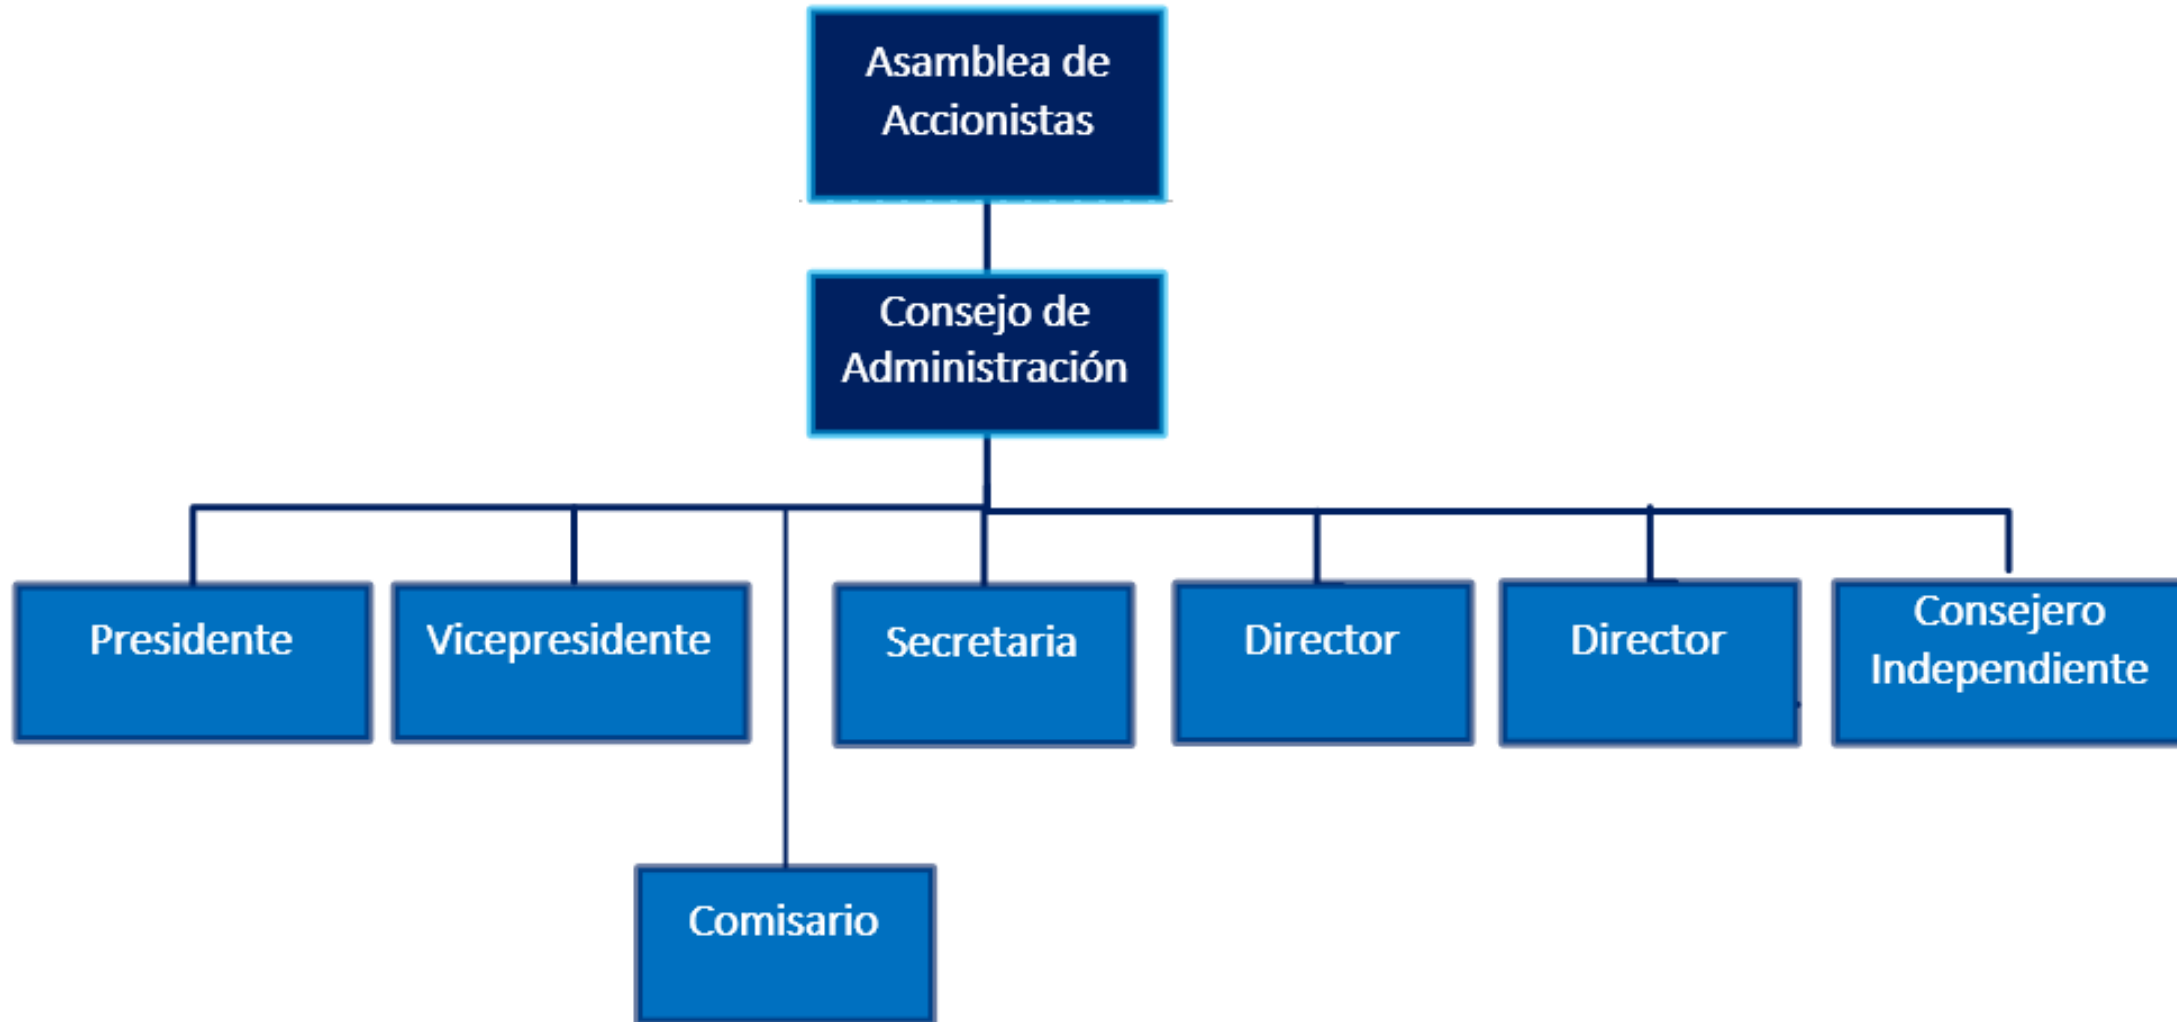 Asamblea de
Accionistas
Consejo de
Administración
Presidente
Vicepresidente
Secretaria
Director
Director
Consejero
Independiente
Comisario